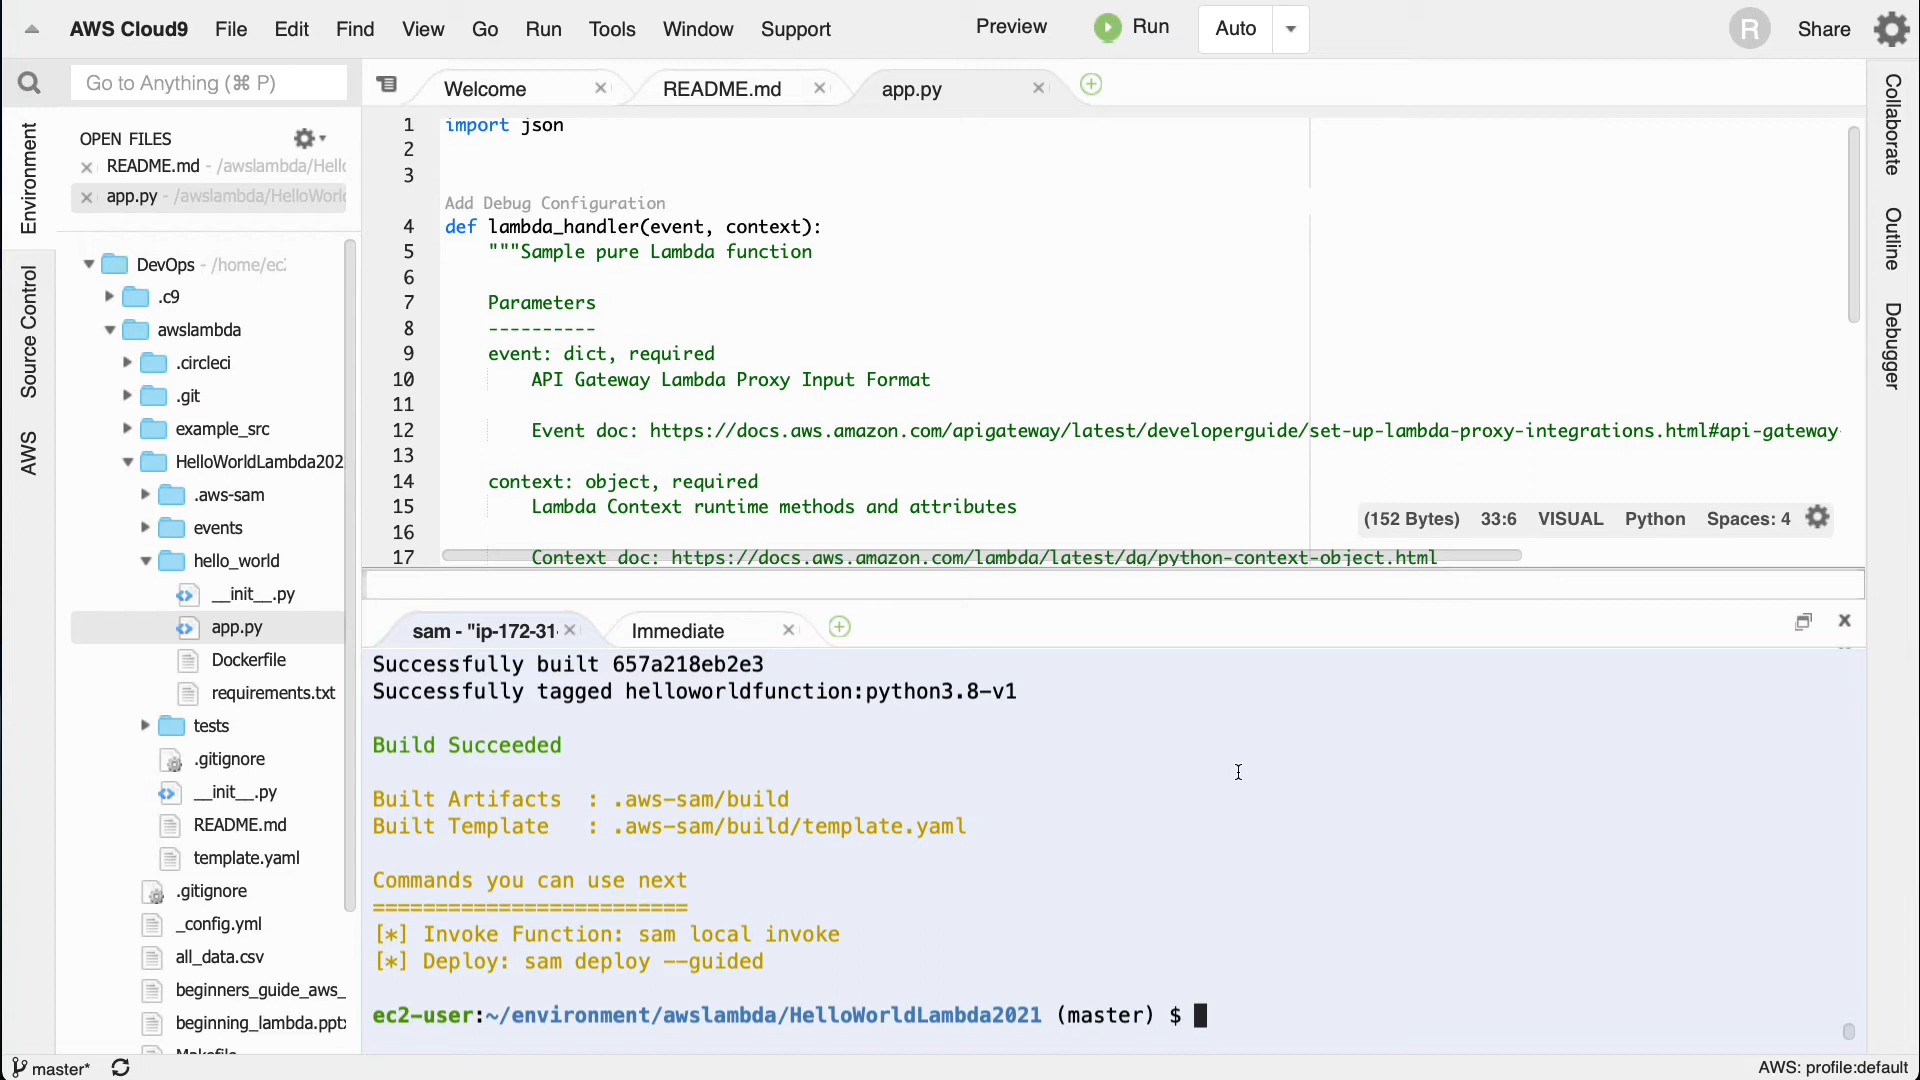 AWS Cloud9 File Edit Find View Go Run Tools Window Support Preview Run Auto R Share
Go to Anything (⌘ P)
Welcome README.md app.py
Environment
Source Control
AWS
OPEN FILES
README.md - /awslambda/Hell
app.py - /awslambda/HelloWorl
DevOps - /home/ec2
.c9
awslambda
.circleci
.git
example_src
HelloWorldLambda202
.aws-sam
events
hello_world
__init__.py
app.py
Dockerfile
requirements.txt
tests
.gitignore
__init__.py
README.md
template.yaml
.gitignore
_config.yml
all_data.csv
beginners_guide_aws_
beginning_lambda.pptx
Makefile
1 import json
2
3
Add Debug Configuration
4 def lambda_handler(event, context):
5 """Sample pure Lambda function
6
7 Parameters
8 ----------
9 event: dict, required
10 API Gateway Lambda Proxy Input Format
11
12 Event doc: https://docs.aws.amazon.com/apigateway/latest/developerguide/set-up-lambda-proxy-integrations.html#api-gateway-
13
14 context: object, required
15 Lambda Context runtime methods and attributes
16
17 Context doc: https://docs.aws.amazon.com/lambda/latest/dg/python-context-object.html
(152 Bytes) 33:6 VISUAL Python Spaces: 4
Collaborate
Outline
Debugger
sam - "ip-172-31- Immediate
Successfully built 657a218eb2e3
Successfully tagged helloworldfunction:python3.8-v1
Build Succeeded
Built Artifacts : .aws-sam/build
Built Template : .aws-sam/build/template.yaml
Commands you can use next
=========================
[*] Invoke Function: sam local invoke
[*] Deploy: sam deploy --guided
ec2-user:~/environment/awslambda/HelloWorldLambda2021 (master) $
master* AWS: profile:default